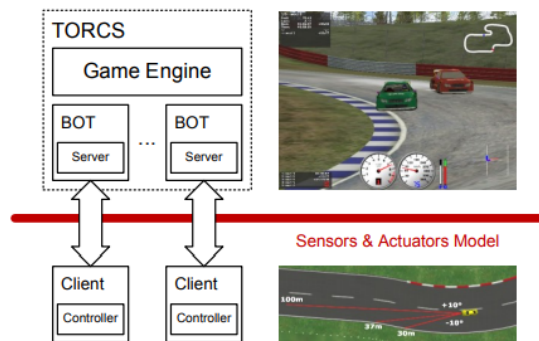 TORCS
Game Engine
BOT
BOT
Server
...
Server
Sensors & Actuators Model
Client
Client
Controller
Controller
100m
+10°
-10°
37m
30m